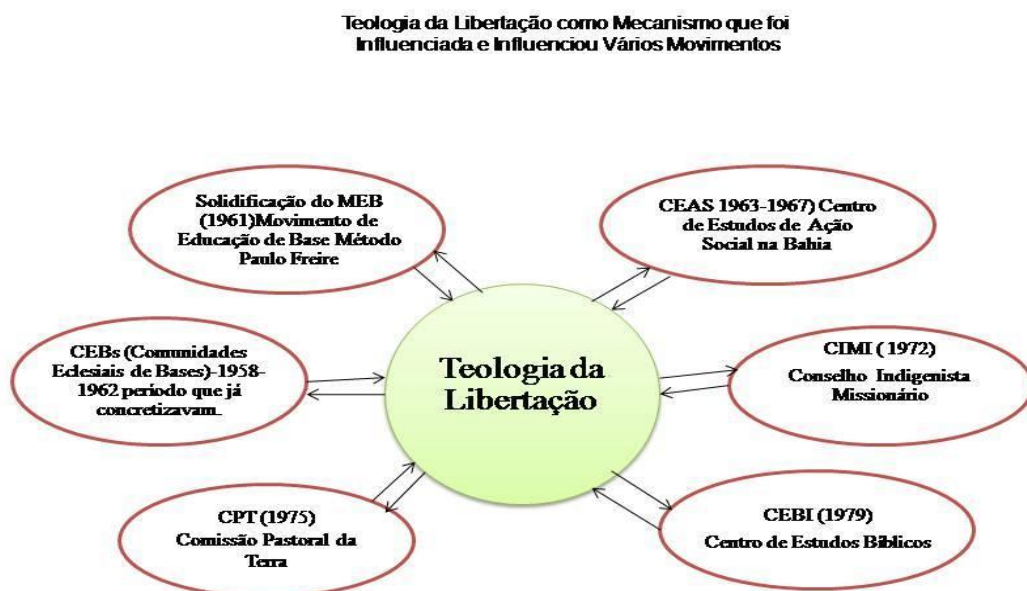 Teologia da Libertação como Mecanismo que foi
Influenciada e Influenciou Vários Movimentos
Solidificação do MEB
(1961)Movimento de
Educação de Base Método
Paulo Freire
CEAS 1963-1967) Centro
de Estudos de Ação
Social na Bahia
CEBs (Comunidades
Eclesiais de Bases)-1958-
1962 período que já
concretizavam.
Teologia da
Libertação
CIMI ( 1972)
Conselho Indigenista
Missionário
CPT (1975)
Comissão Pastoral da
Terra
CEBI (1979)
Centro de Estudos Bíblicos